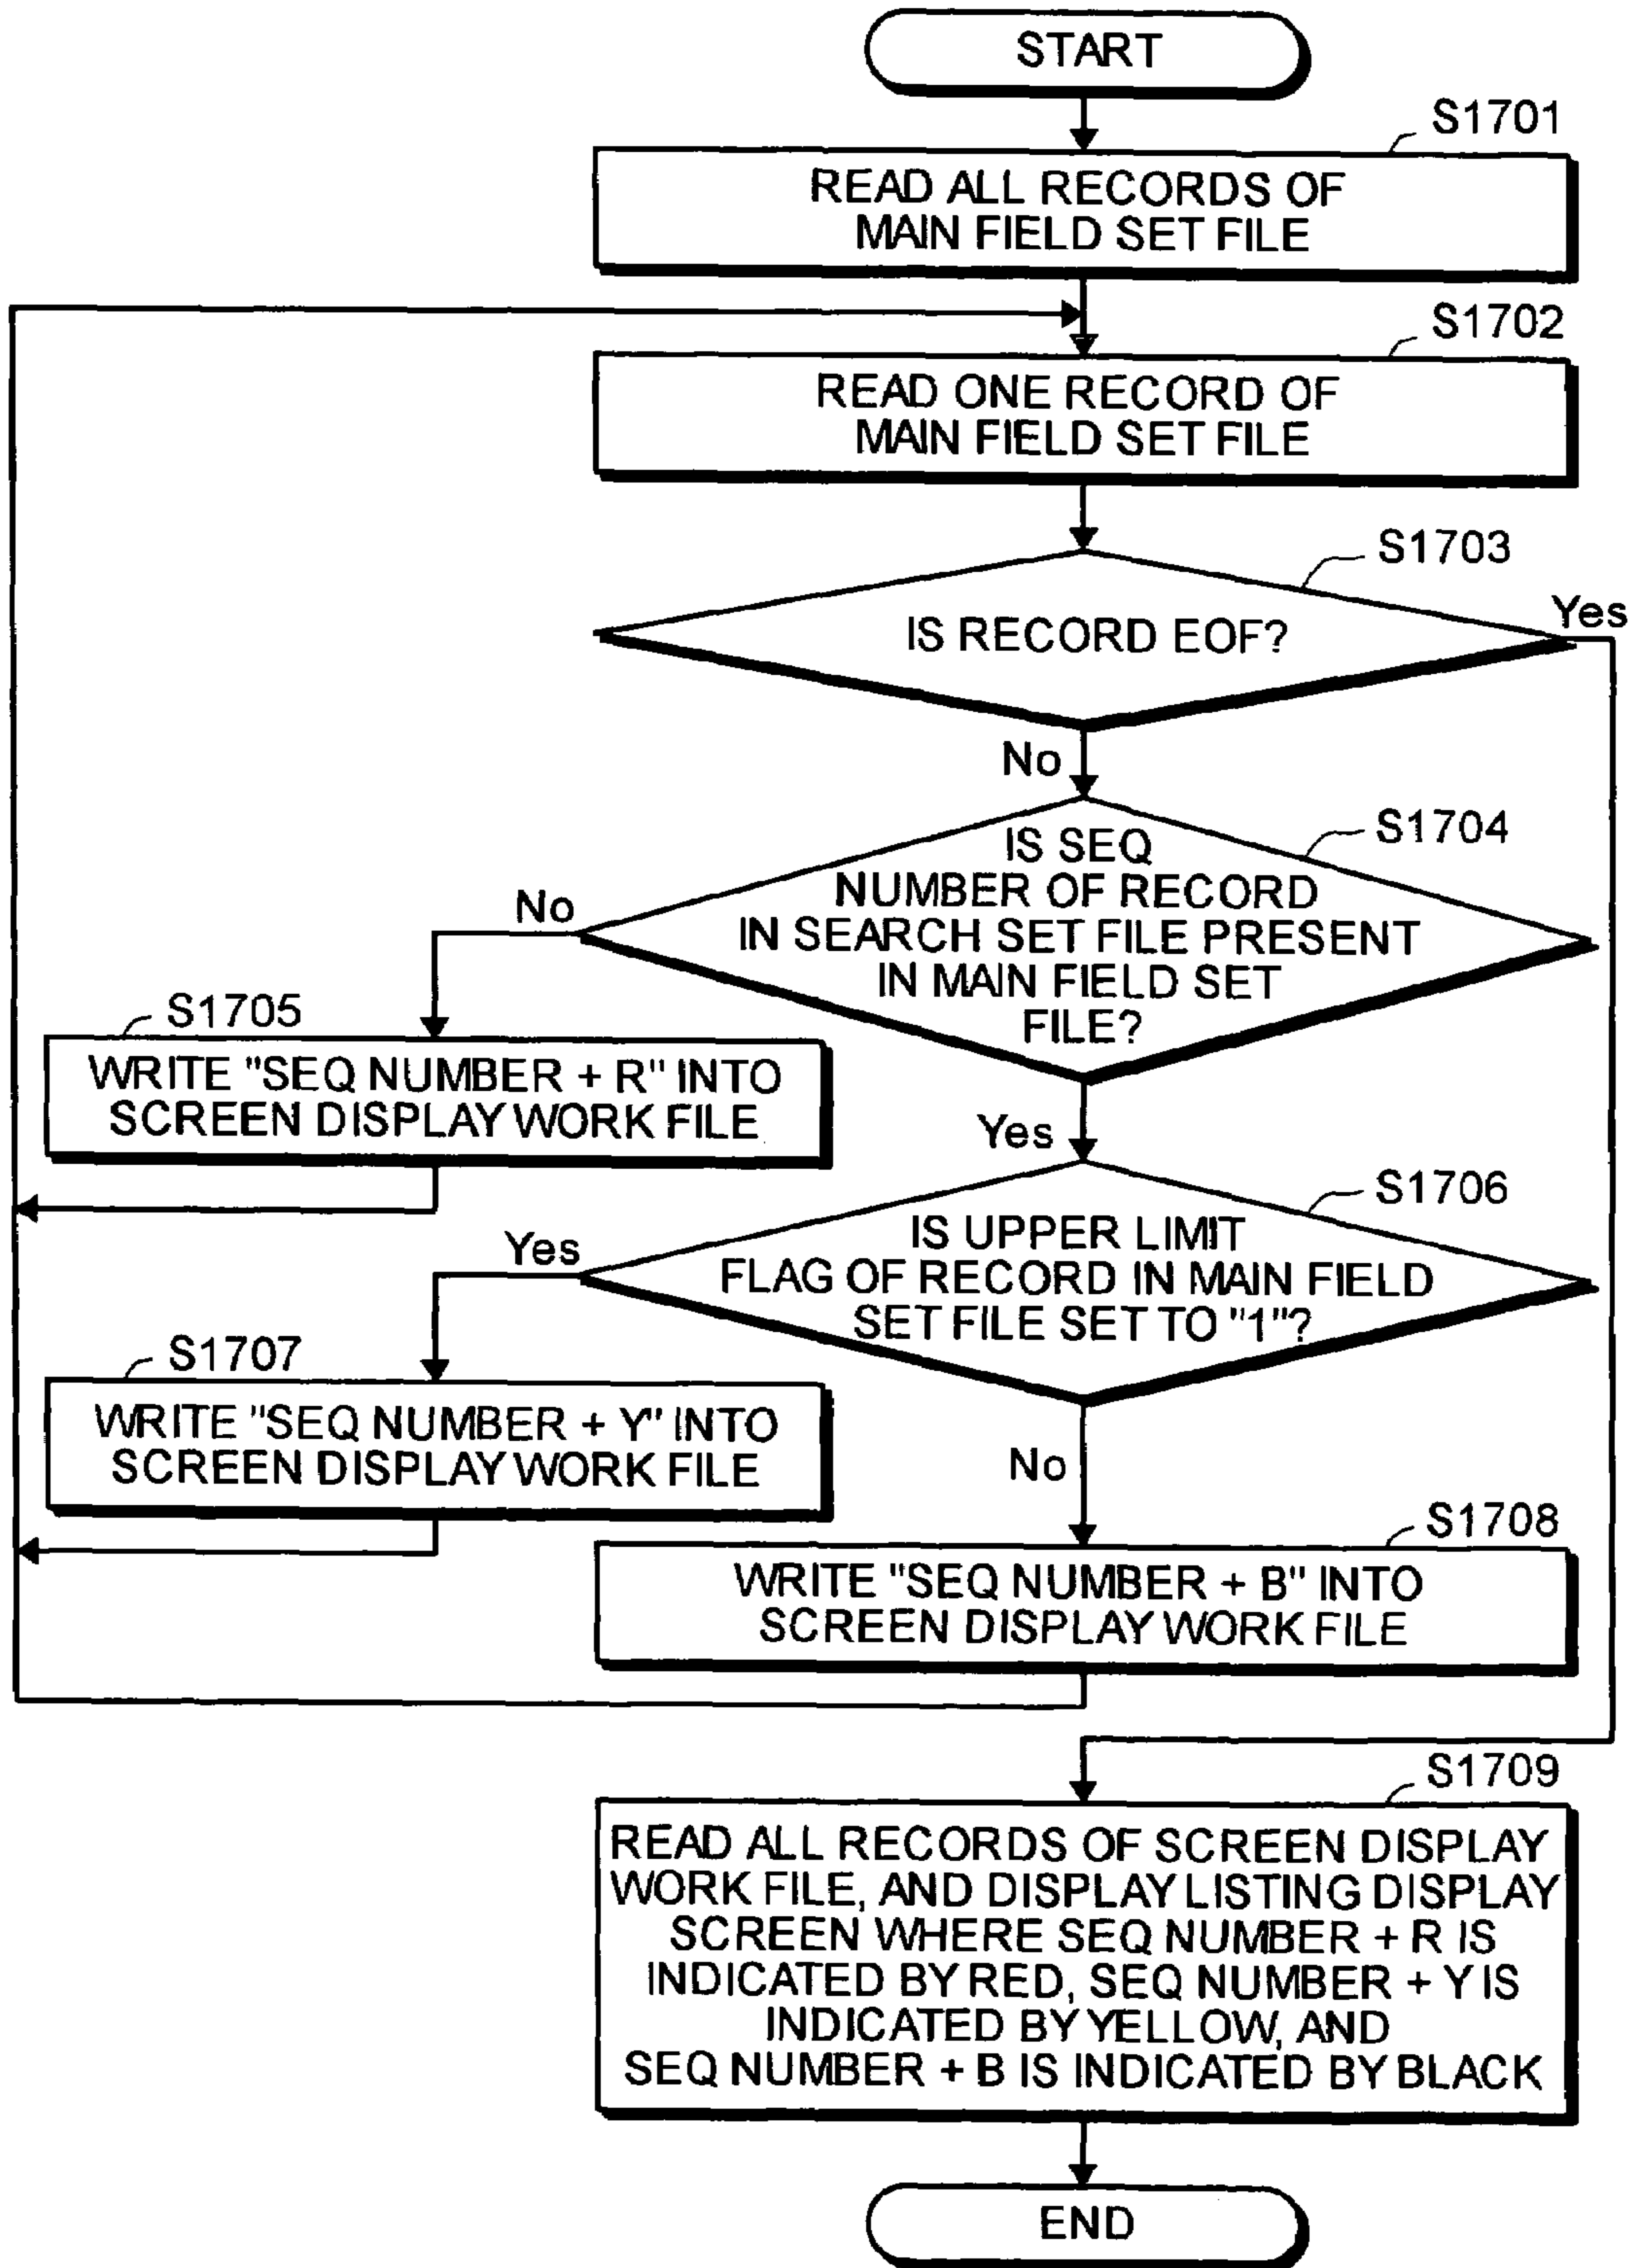 START
S1701
READ ALL RECORDS OF
MAIN FIELD SET FILE
S1702
READ ONE RECORD OF
MAIN FIELD SET FILE
S1703
IS RECORD EOF?
Yes
No
S1704
IS SEQ
NUMBER OF RECORD
IN SEARCH SET FILE PRESENT
IN MAIN FIELD SET
FILE?
No
S1705
WRITE "SEQ NUMBER + R" INTO
SCREEN DISPLAY WORK FILE
Yes
S1706
IS UPPER LIMIT
FLAG OF RECORD IN MAIN FIELD
SET FILE SET TO "1"?
Yes
S1707
WRITE "SEQ NUMBER + Y" INTO
SCREEN DISPLAY WORK FILE
No
S1708
WRITE "SEQ NUMBER + B" INTO
SCREEN DISPLAY WORK FILE
S1709
READ ALL RECORDS OF SCREEN DISPLAY
WORK FILE, AND DISPLAY LISTING DISPLAY
SCREEN WHERE SEQ NUMBER + R IS
INDICATED BY RED, SEQ NUMBER + Y IS
INDICATED BY YELLOW, AND
SEQ NUMBER + B IS INDICATED BY BLACK
END